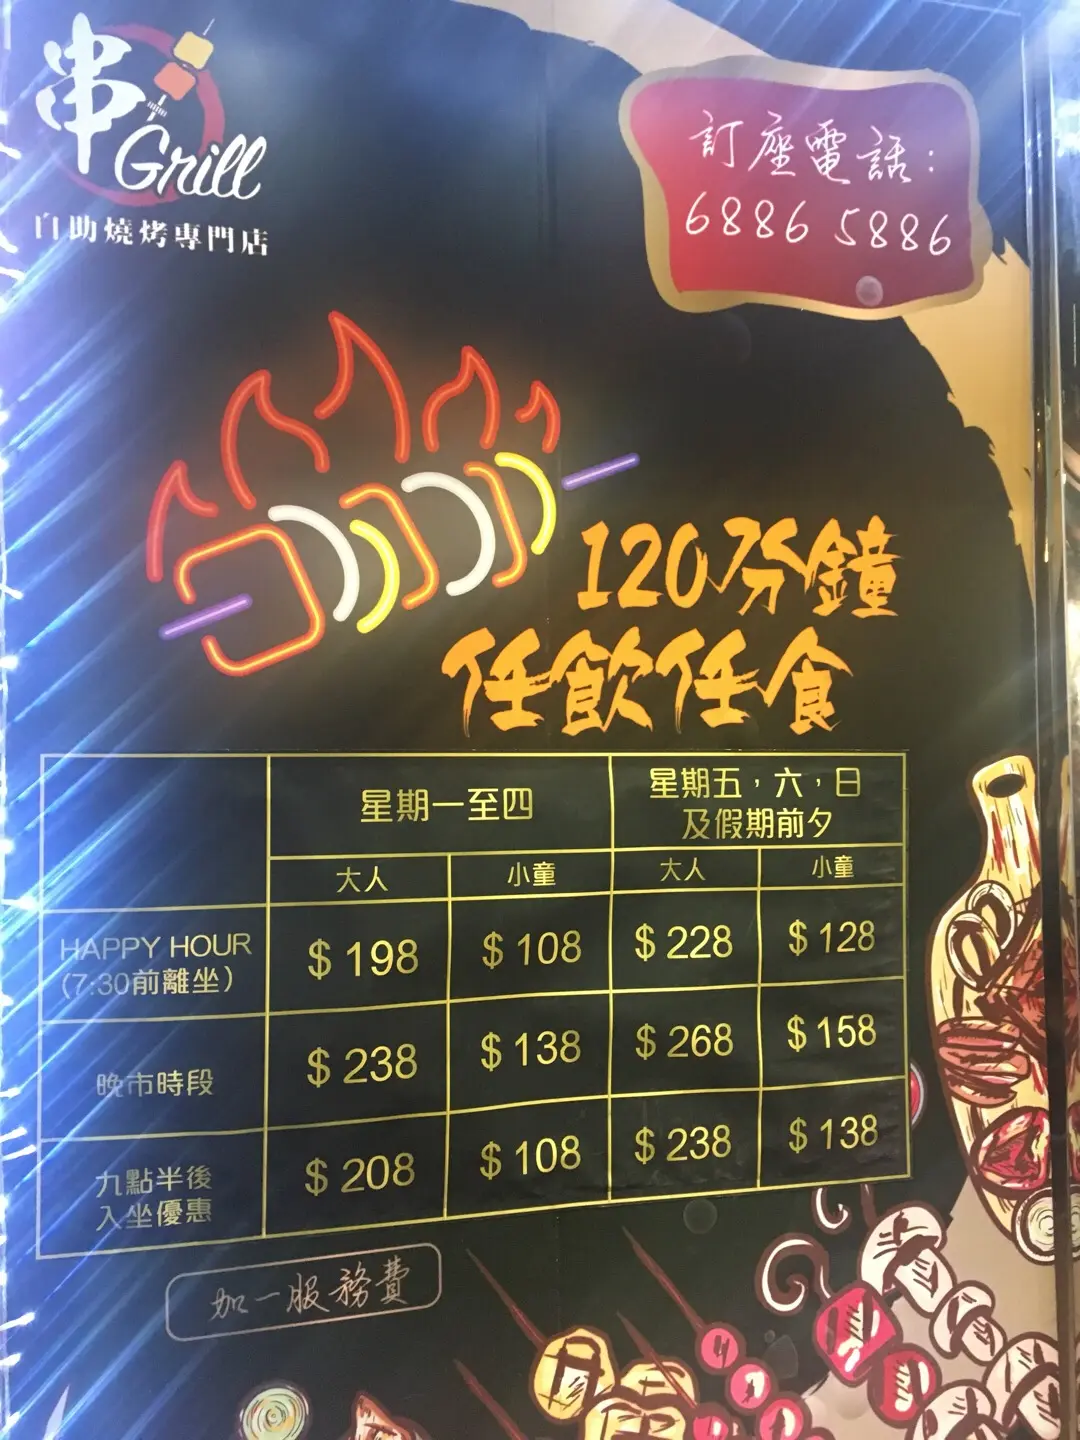 串
Grill
自助燒烤專門店
訂座電話:
6886 5886
120分鐘
任飲任食
星期一至四
星期五，六，日
及假期前夕
大人 小童 大人 小童
HAPPY HOUR
(7:30前離坐)
$198 $108 $228 $128
晚市時段
$238 $138 $268 $158
九點半後
入坐優惠
$208 $108 $238 $138
加一服務費